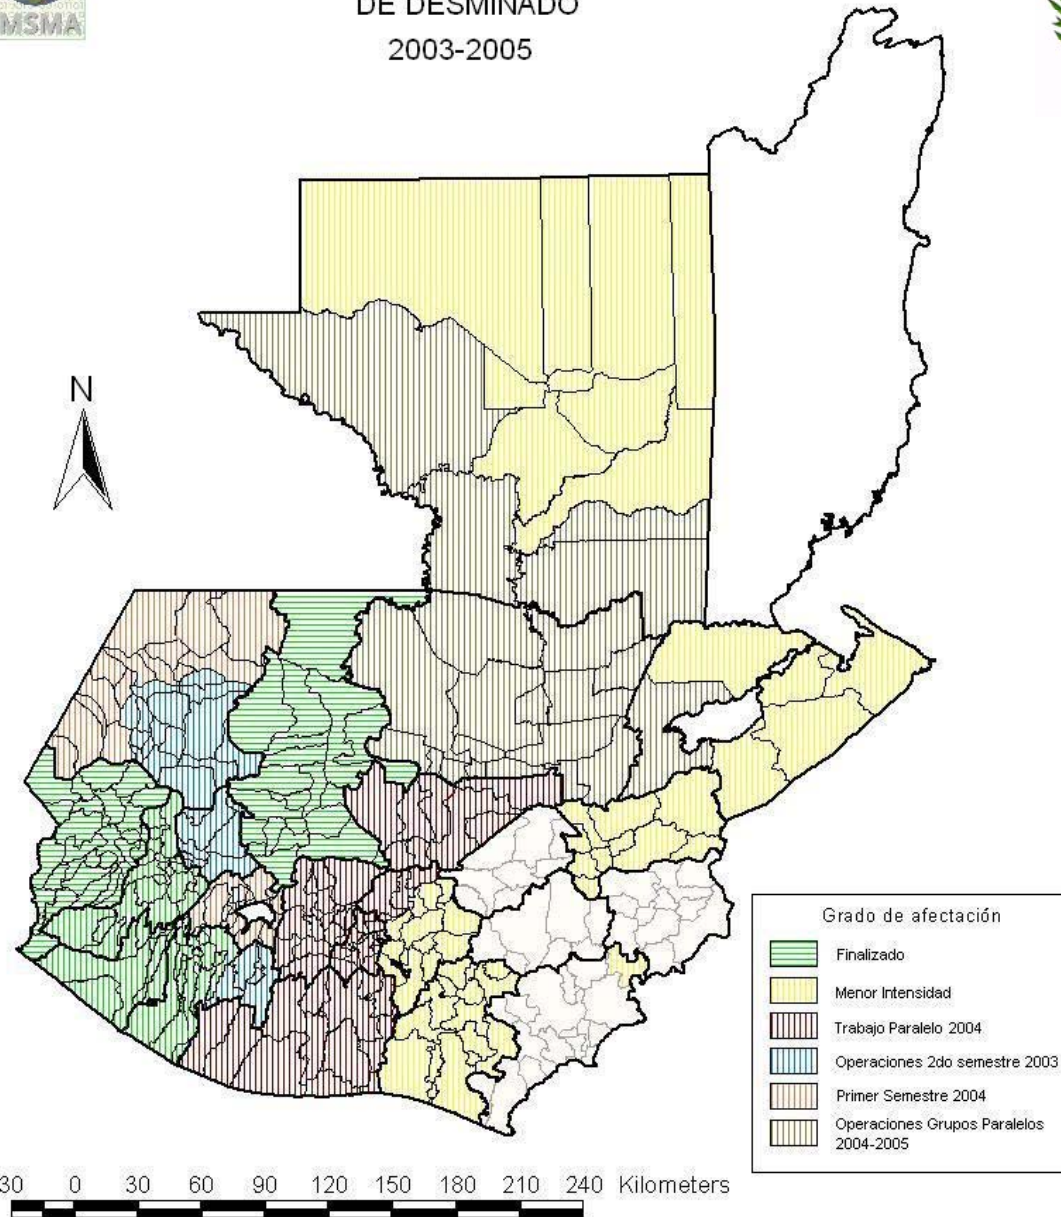 MSMA
DE DESMINADO
2003-2005
N
Grado de afectación
Finalizado
Menor Intensidad
Trabajo Paralelo 2004
Operaciones 2do semestre 2003
Primer Semestre 2004
Operaciones Grupos Paralelos
2004-2005
30 0 30 60 90 120 150 180 210 240 Kilometers